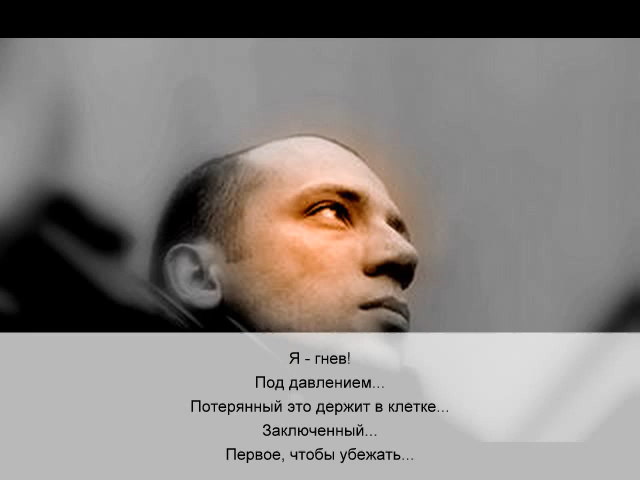 Я - гнев!
Под давлением...
Потерянный это держит в клетке...
Заключенный...
Первое, чтобы убежать...